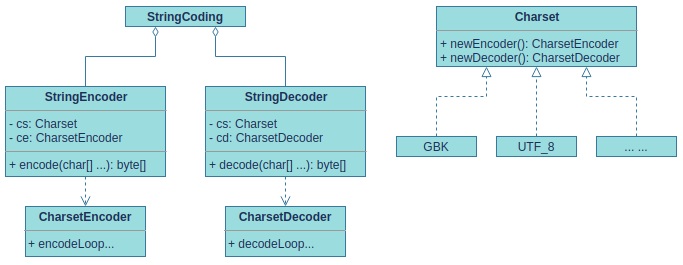 StringCoding
StringEncoder
- cs: Charset
- ce: CharsetEncoder
+ encode(char[] ...): byte[]
StringDecoder
- cs: Charset
- cd: CharsetDecoder
+ decode(char[] ...): byte[]
CharsetEncoder
+ encodeLoop...
CharsetDecoder
+ decodeLoop...
Charset
+ newEncoder(): CharsetEncoder
+ newDecoder(): CharsetDecoder
GBK
UTF_8
... ...